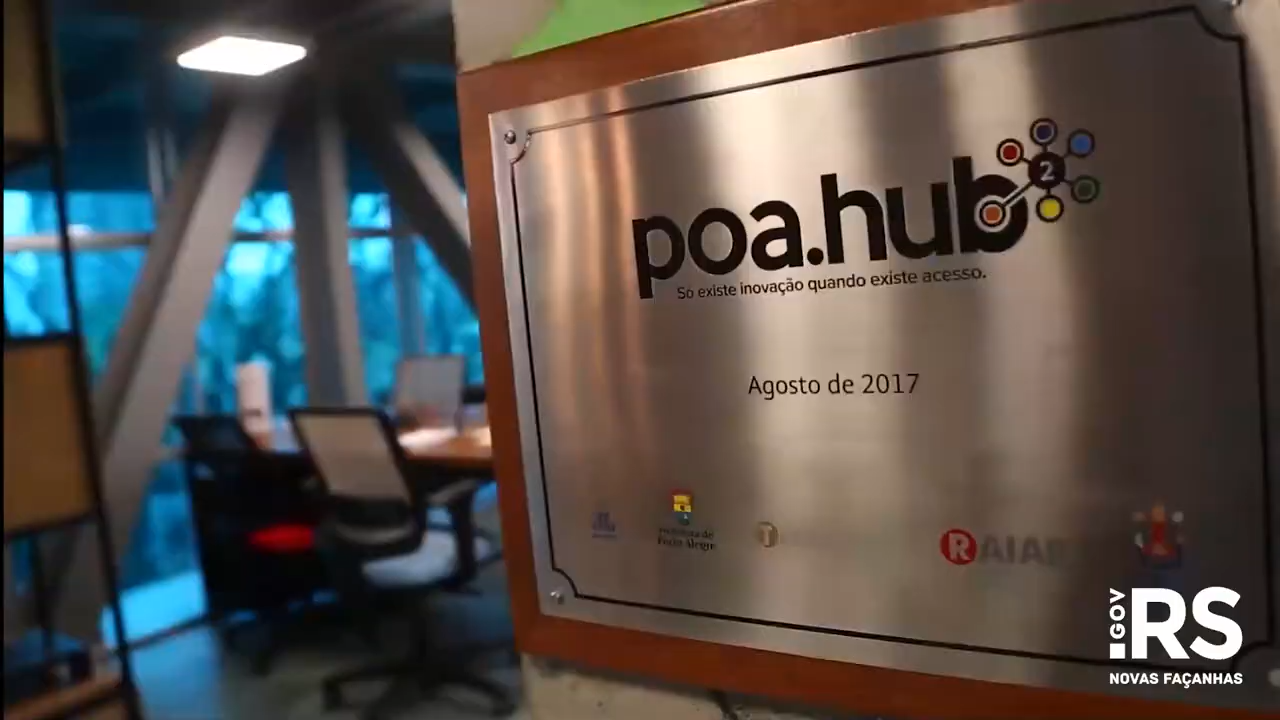 poa.hub
2
Só existe inovação quando existe acesso.
Agosto de 2017
Prefeitura de
Porto Alegre
T
RAIAR
.GOV
RS
NOVAS FAÇANHAS